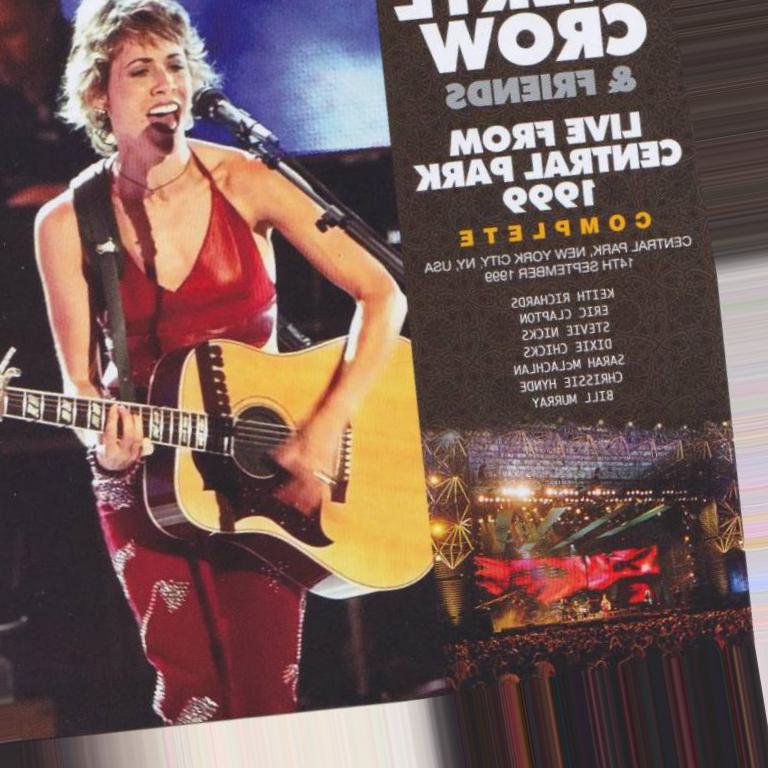 CROW
& FRIENDS
LIVE FROM
CENTRAL PARK
1999
COMPLETE
CENTRAL PARK, NEW YORK CITY, NY, USA
14TH SEPTEMBER 1999
KEITH RICHARDS
ERIC CLAPTON
STEVIE NICKS
DIXIE CHICKS
SARAH McLACHLAN
CHRISSIE HYNDE
BILL MURRAY